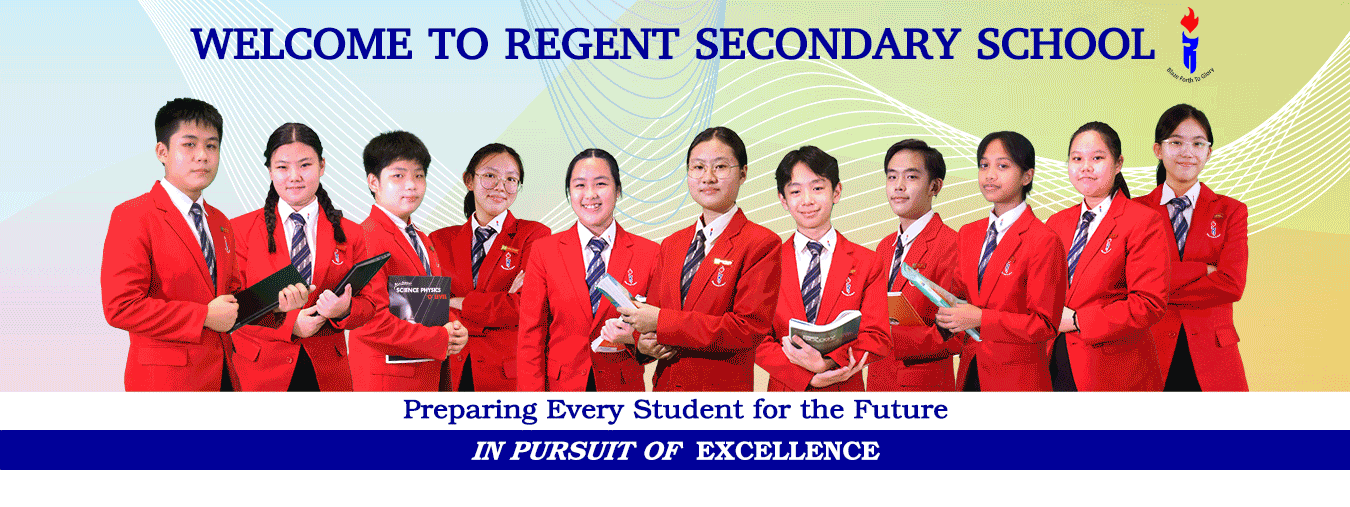 WELCOME TO REGENT SECONDARY SCHOOL
Blaze Forth To Glory
SCIENCE PHYSICS
Preparing Every Student for the Future
IN PURSUIT OF EXCELLENCE